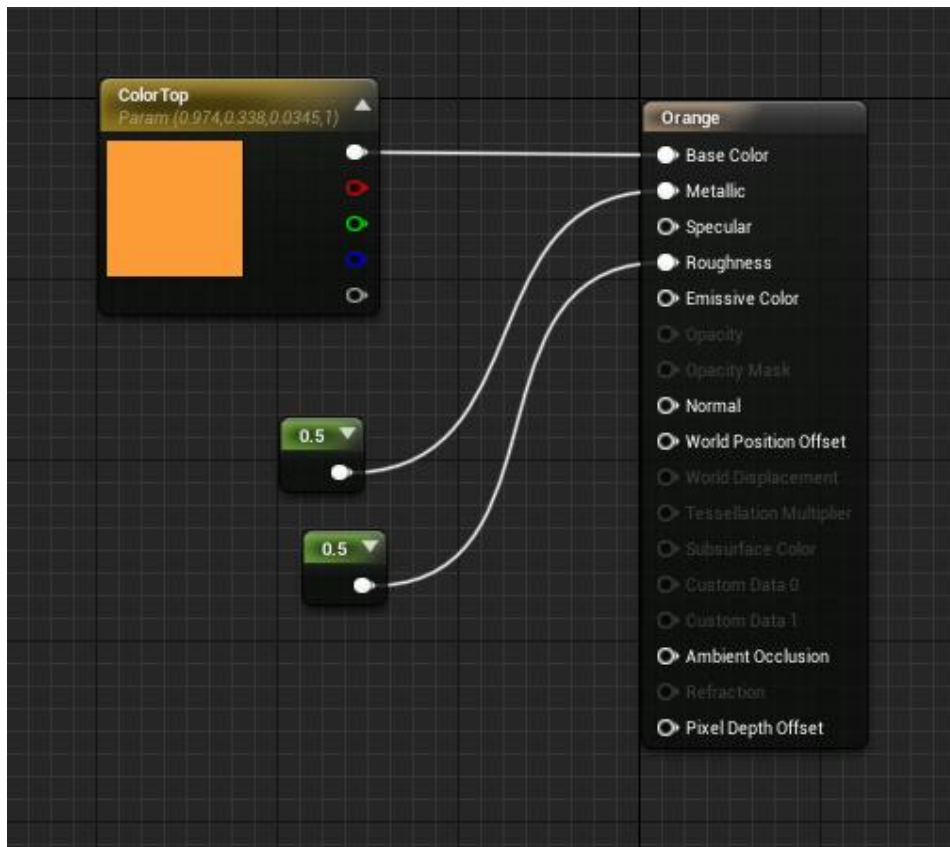 ColorTop
Param (0.974,0.338,0.0345,1)
0.5
0.5
Orange
Base Color
Metallic
Specular
Roughness
Emissive Color
Opacity
Opacity Mask
Normal
World Position Offset
World Displacement
Tessellation Multiplier
Subsurface Color
Custom Data 0
Custom Data 1
Ambient Occlusion
Refraction
Pixel Depth Offset